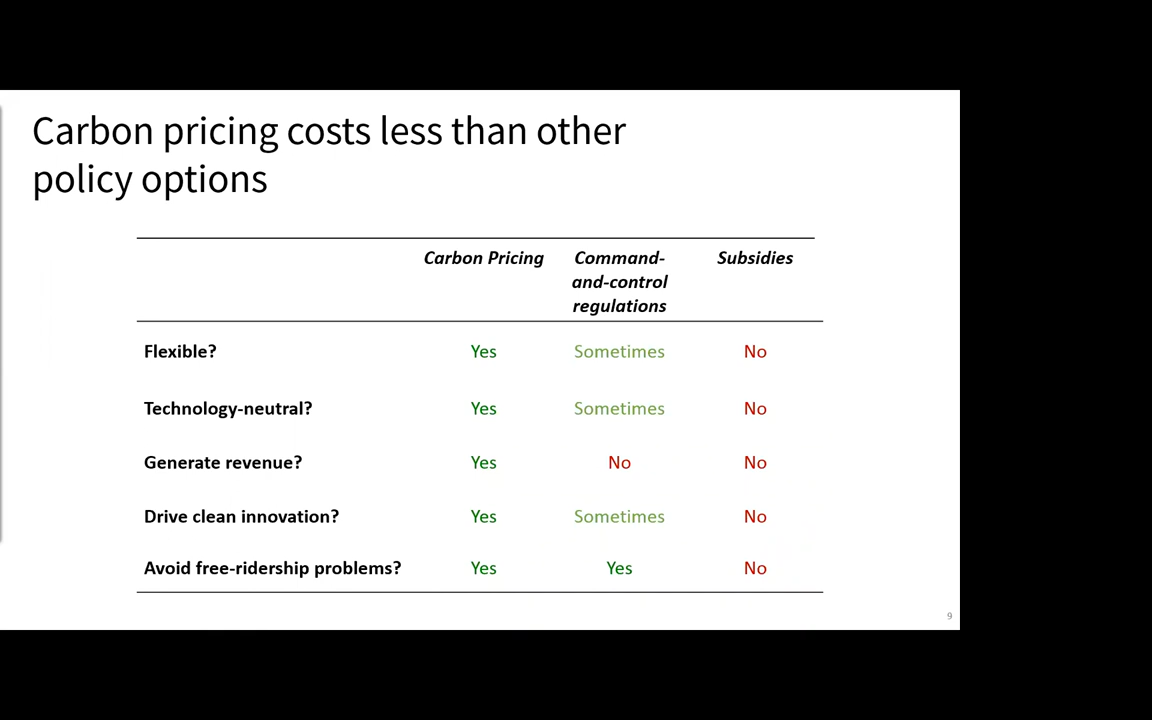 Carbon pricing costs less than other
policy options
Carbon Pricing Command- Subsidies
and-control
regulations
Flexible? Yes Sometimes No
Technology-neutral? Yes Sometimes No
Generate revenue? Yes No No
Drive clean innovation? Yes Sometimes No
Avoid free-ridership problems? Yes Yes No
9